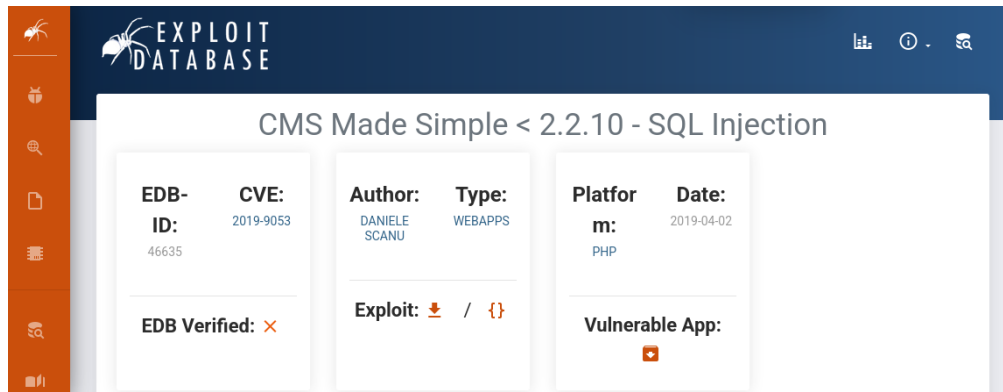 EXPLOIT
DATABASE
CMS Made Simple < 2.2.10 - SQL Injection
EDB-
ID:
46635
CVE:
2019-9053
Author:
DANIELE
SCANU
Type:
WEBAPPS
Platfor
m:
PHP
Date:
2019-04-02
EDB Verified: ×
Exploit: / {}
Vulnerable App: